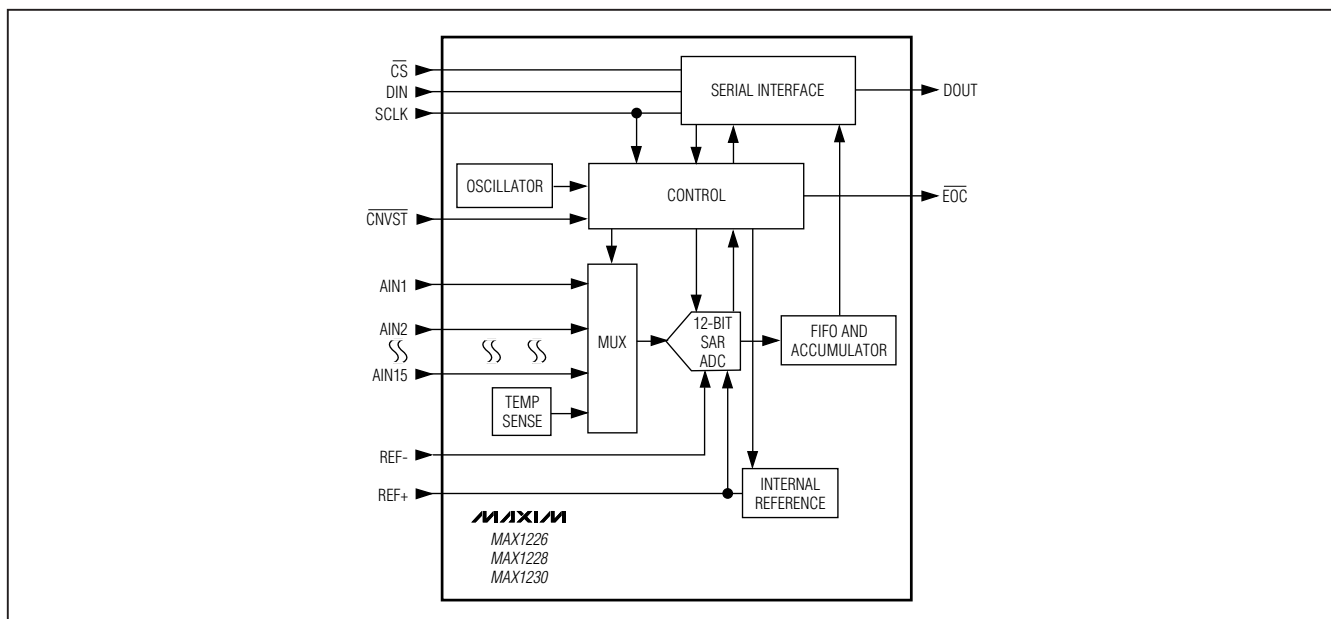 CS
DIN
SCLK
SERIAL INTERFACE
DOUT
OSCILLATOR
CONTROL
EOC
CNVST
AIN1
AIN2
AIN15
MUX
12-BIT
SAR
ADC
FIFO AND
ACCUMULATOR
TEMP
SENSE
REF-
REF+
INTERNAL
REFERENCE
MAXIM
MAX1226
MAX1228
MAX1230